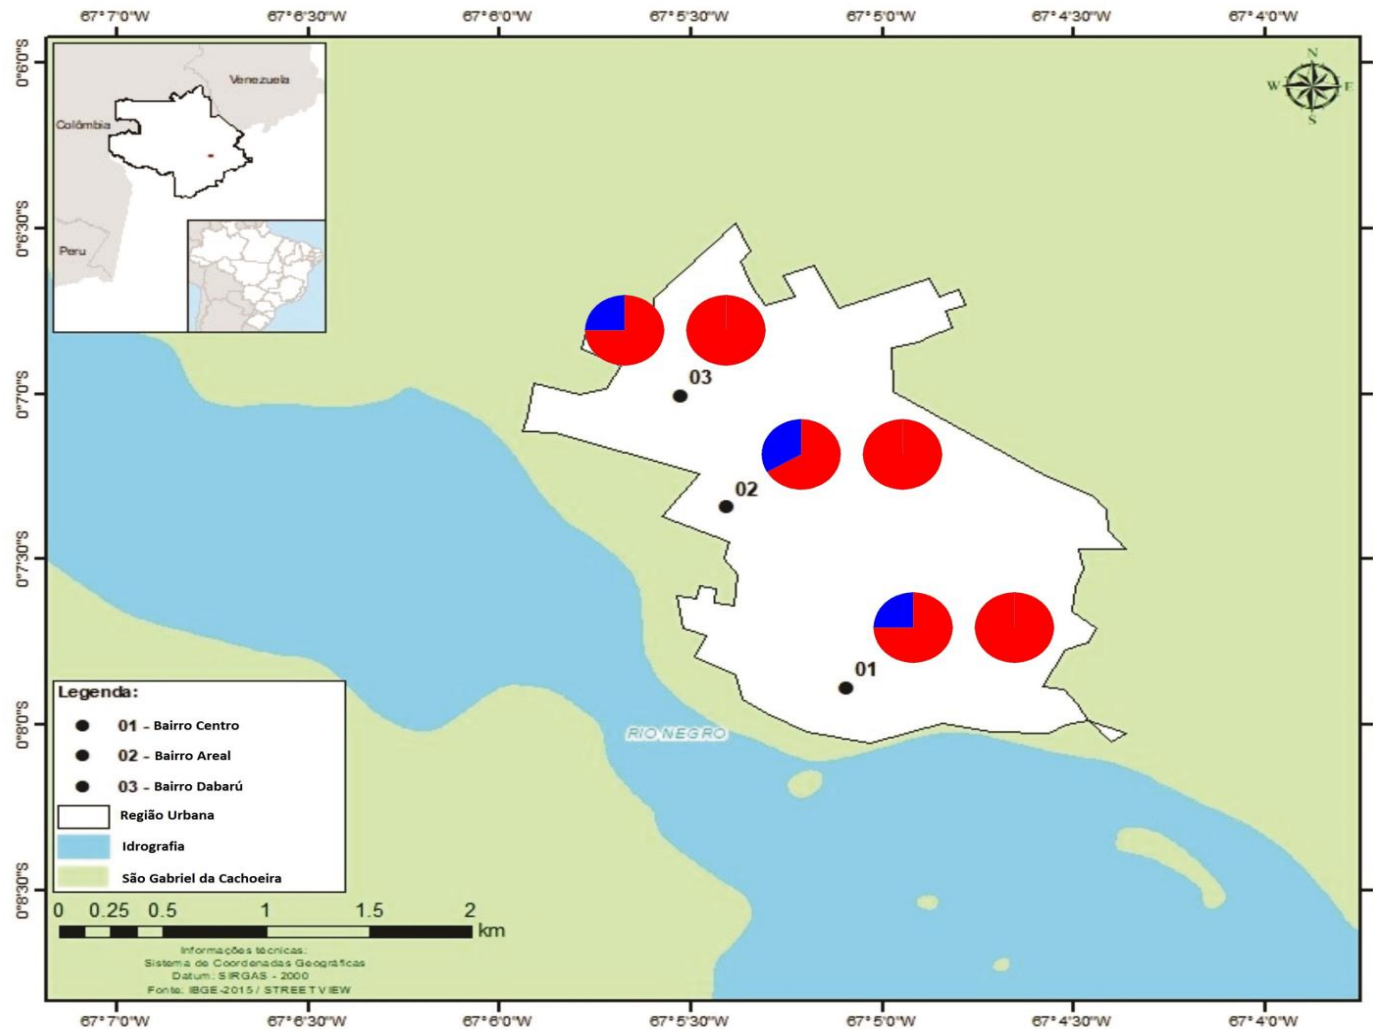 67°7'0"W 67°6'30"W 67°6'0"W 67°5'30"W 67°5'0"W 67°4'30"W 67°4'0"W
0°6'0"S
0°6'30"S
0°7'0"S
0°7'30"S
0°8'0"S
0°8'30"S
Venezuela
Colômbia
Peru
N
W E
S
03
02
01
RIO NEGRO
Legenda:
01 - Bairro Centro
02 - Bairro Areal
03 - Bairro Dabarú
Região Urbana
Idrografia
São Gabriel da Cachoeira
0 0.25 0.5 1 1.5 2
km
Informações técnicas:
Sistema de Coordenadas Geográficas
Datum: SIRGAS - 2000
Fonte: IBGE-2015 / STREET VIEW
67°7'0"W 67°6'30"W 67°6'0"W 67°5'30"W 67°5'0"W 67°4'30"W 67°4'0"W